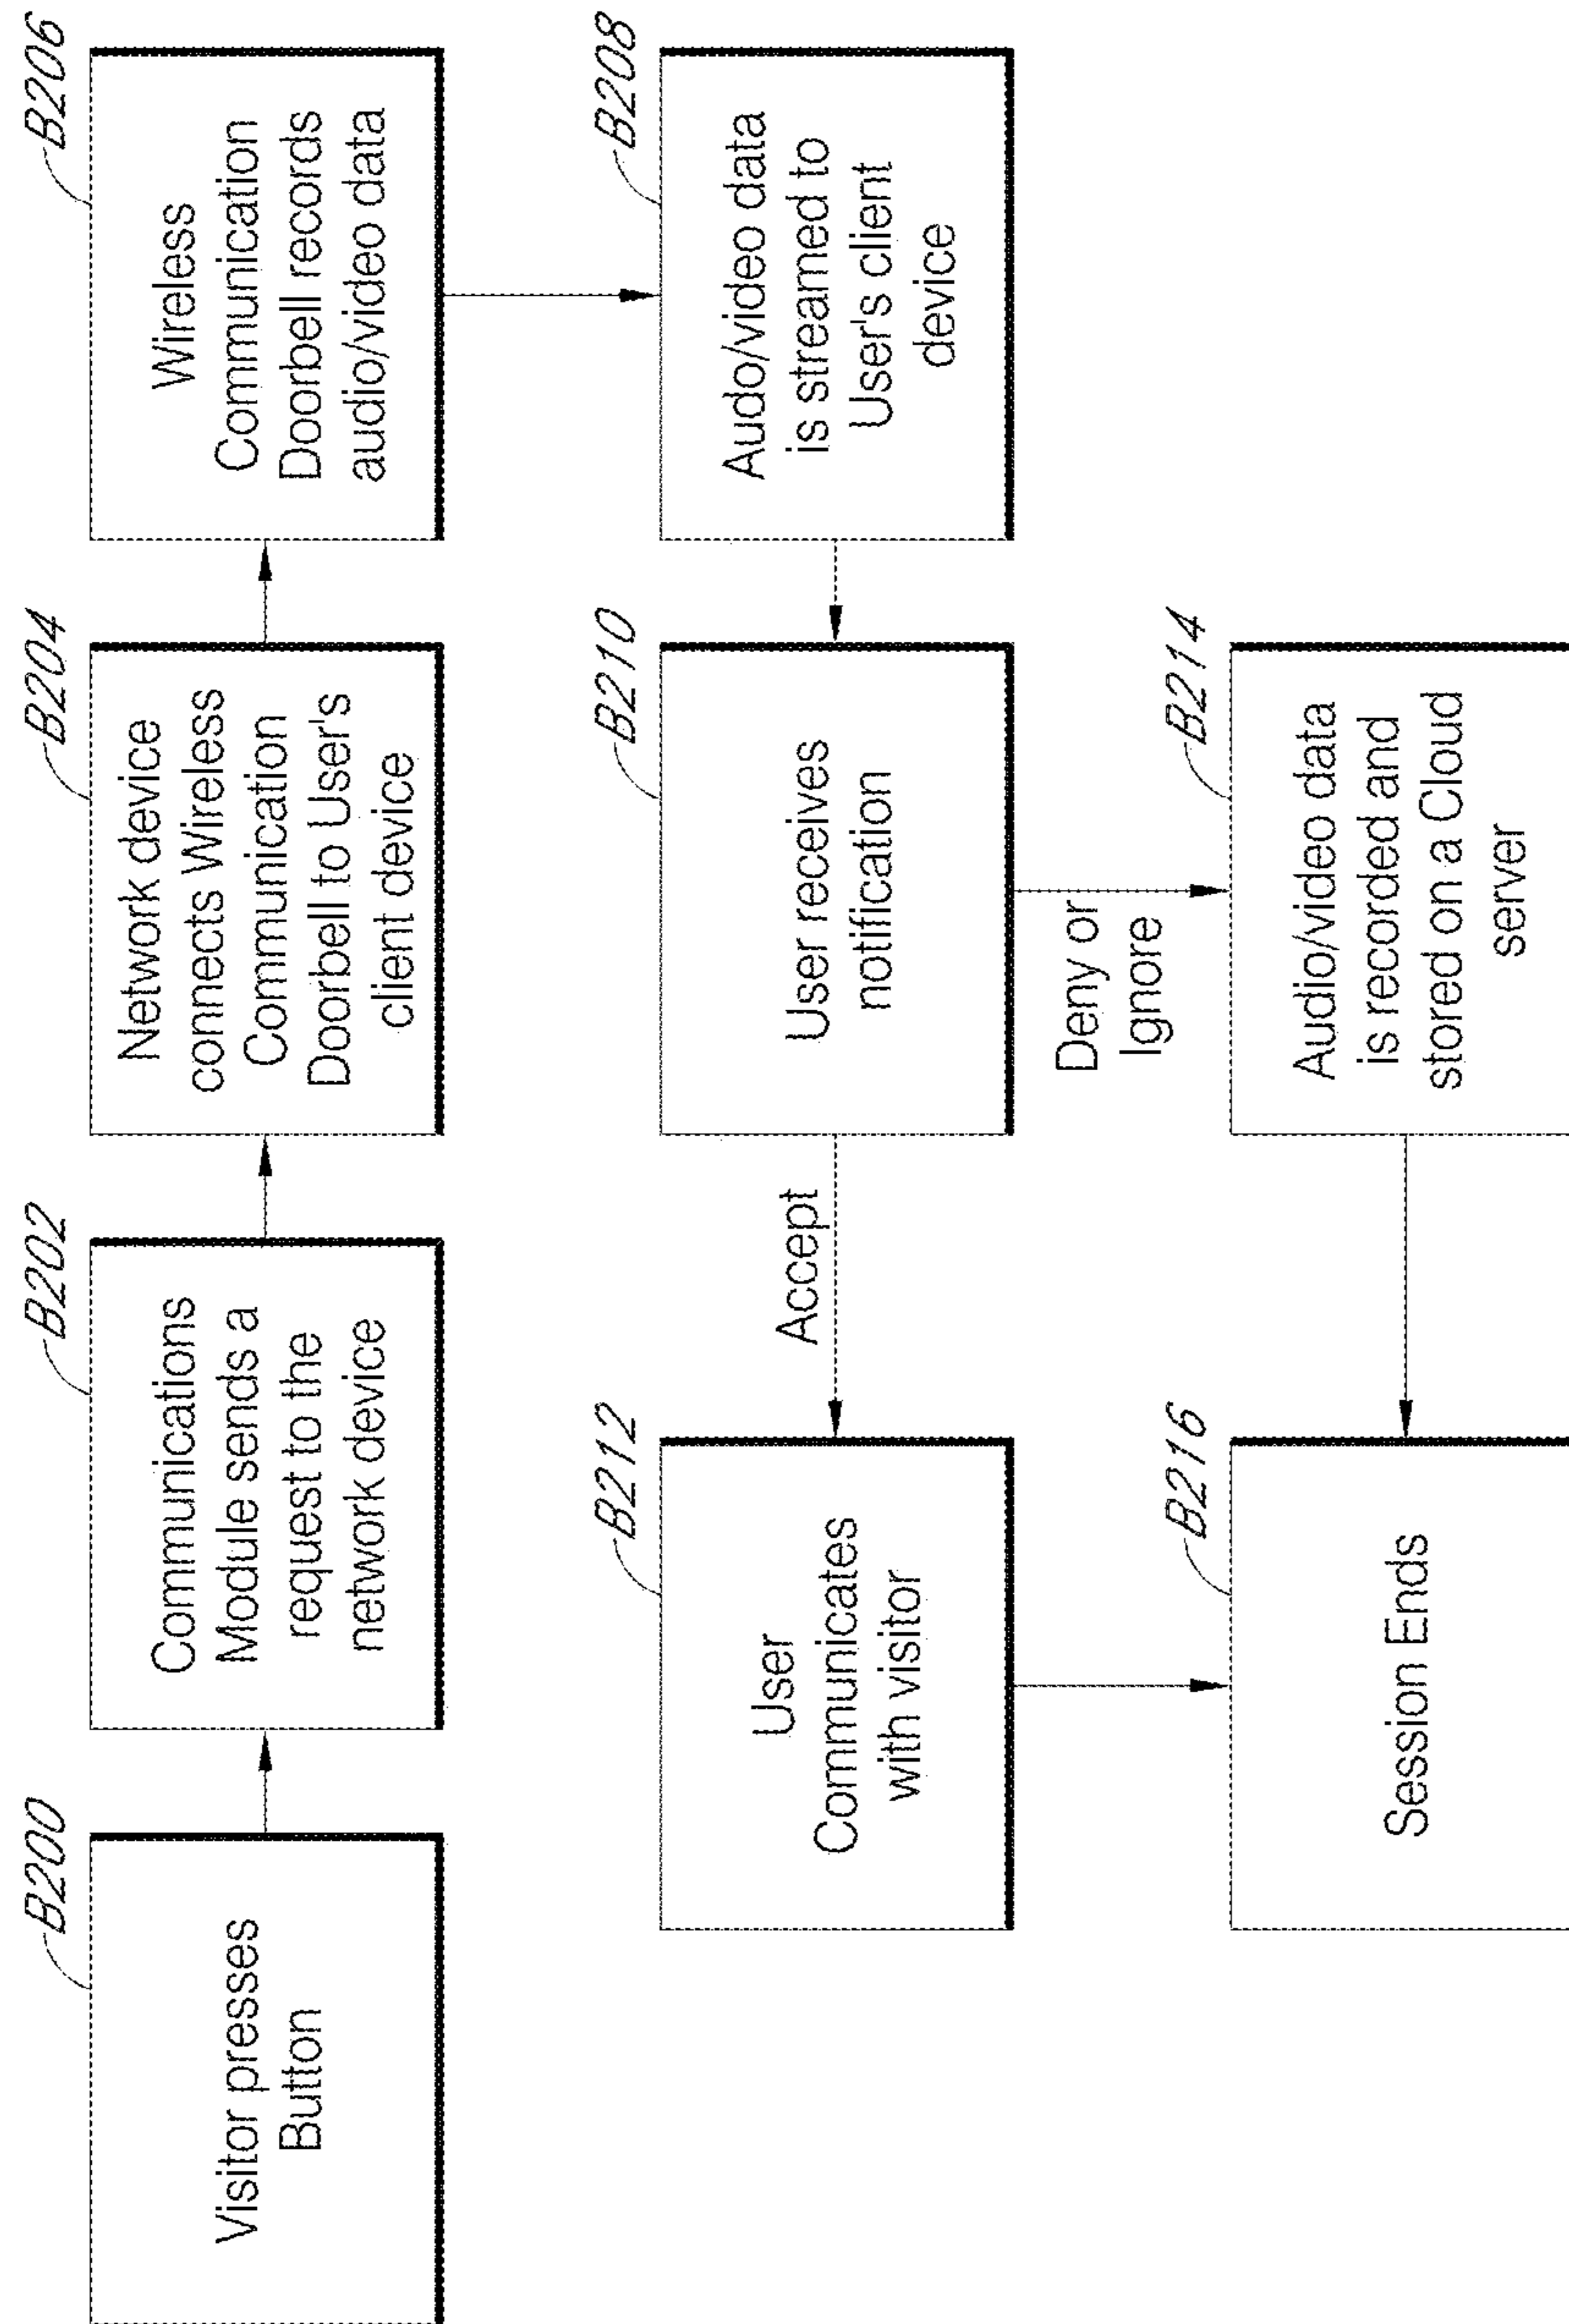 B200
Visitor presses
Button
B202
Communications
Module sends a
request to the
network device
B204
Network device
connects Wireless
Communication
Doorbell to User's
client device
B206
Wireless
Communication
Doorbell records
audio/video data
B208
Audo/video data
is streamed to
User's client
device
B210
User receives
notification
Accept
Deny or
Ignore
B212
User
Communicates
with visitor
B214
Audio/video data
is recorded and
stored on a Cloud
server
B216
Session Ends